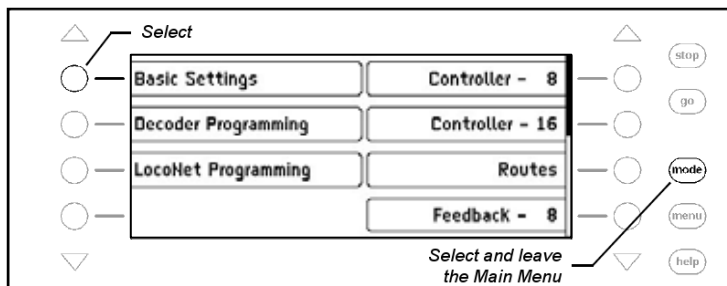 Select
Basic Settings
Controller - 8
stop
go
Decoder Programming
Controller - 16
LocoNet Programming
Routes
mode
Feedback - 8
menu
Select and leave
the Main Menu
help